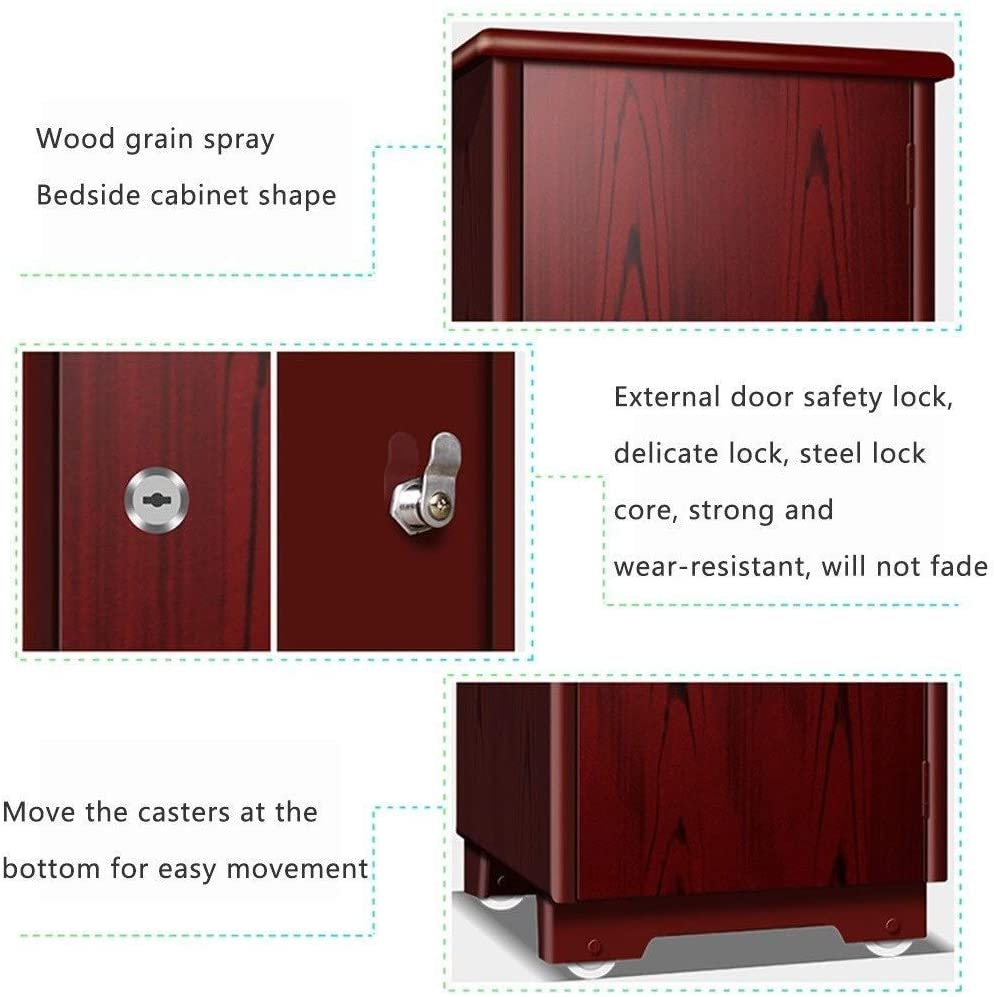 Wood grain spray
Bedside cabinet shape
External door safety lock,
delicate lock, steel lock
core, strong and
wear-resistant, will not fade
Move the casters at the
bottom for easy movement